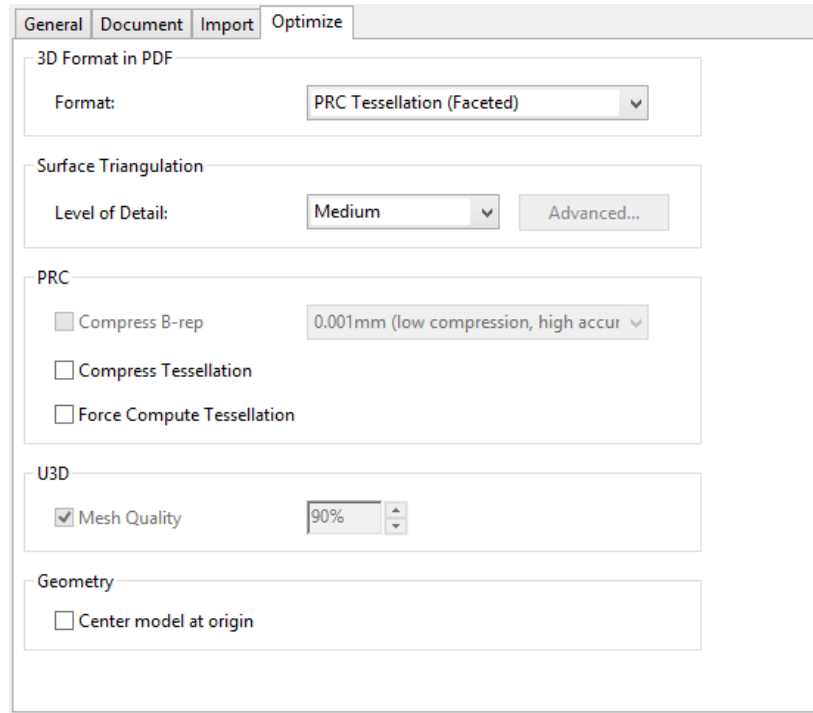 General Document Import Optimize
3D Format in PDF
Format: PRC Tessellation (Faceted)
Surface Triangulation
Level of Detail: Medium Advanced...
PRC
Compress B-rep 0.001mm (low compression, high accur
Compress Tessellation
Force Compute Tessellation
U3D
Mesh Quality 90%
Geometry
Center model at origin